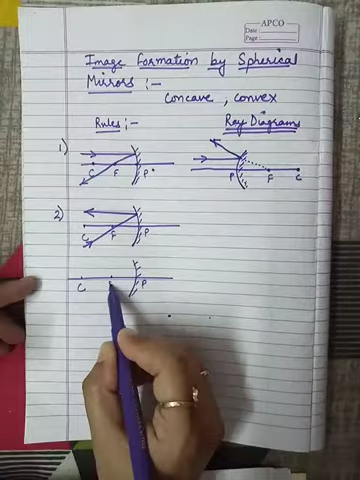 APCO
Date
Page
Image Formation by Spherical
Mirrors :-
Concave , convex
Rules :-
Ray Diagrams
1)
C F P
P F C
2)
C F P
C P